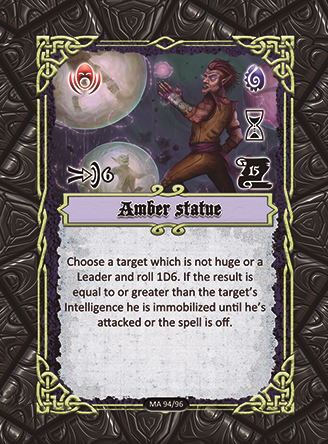 6
15
Amber statue
Choose a target which is not huge or a
Leader and roll 1D6. If the result is
equal to or greater than the target's
Intelligence he is immobilized until he's
attacked or the spell is off.
MA 94/96